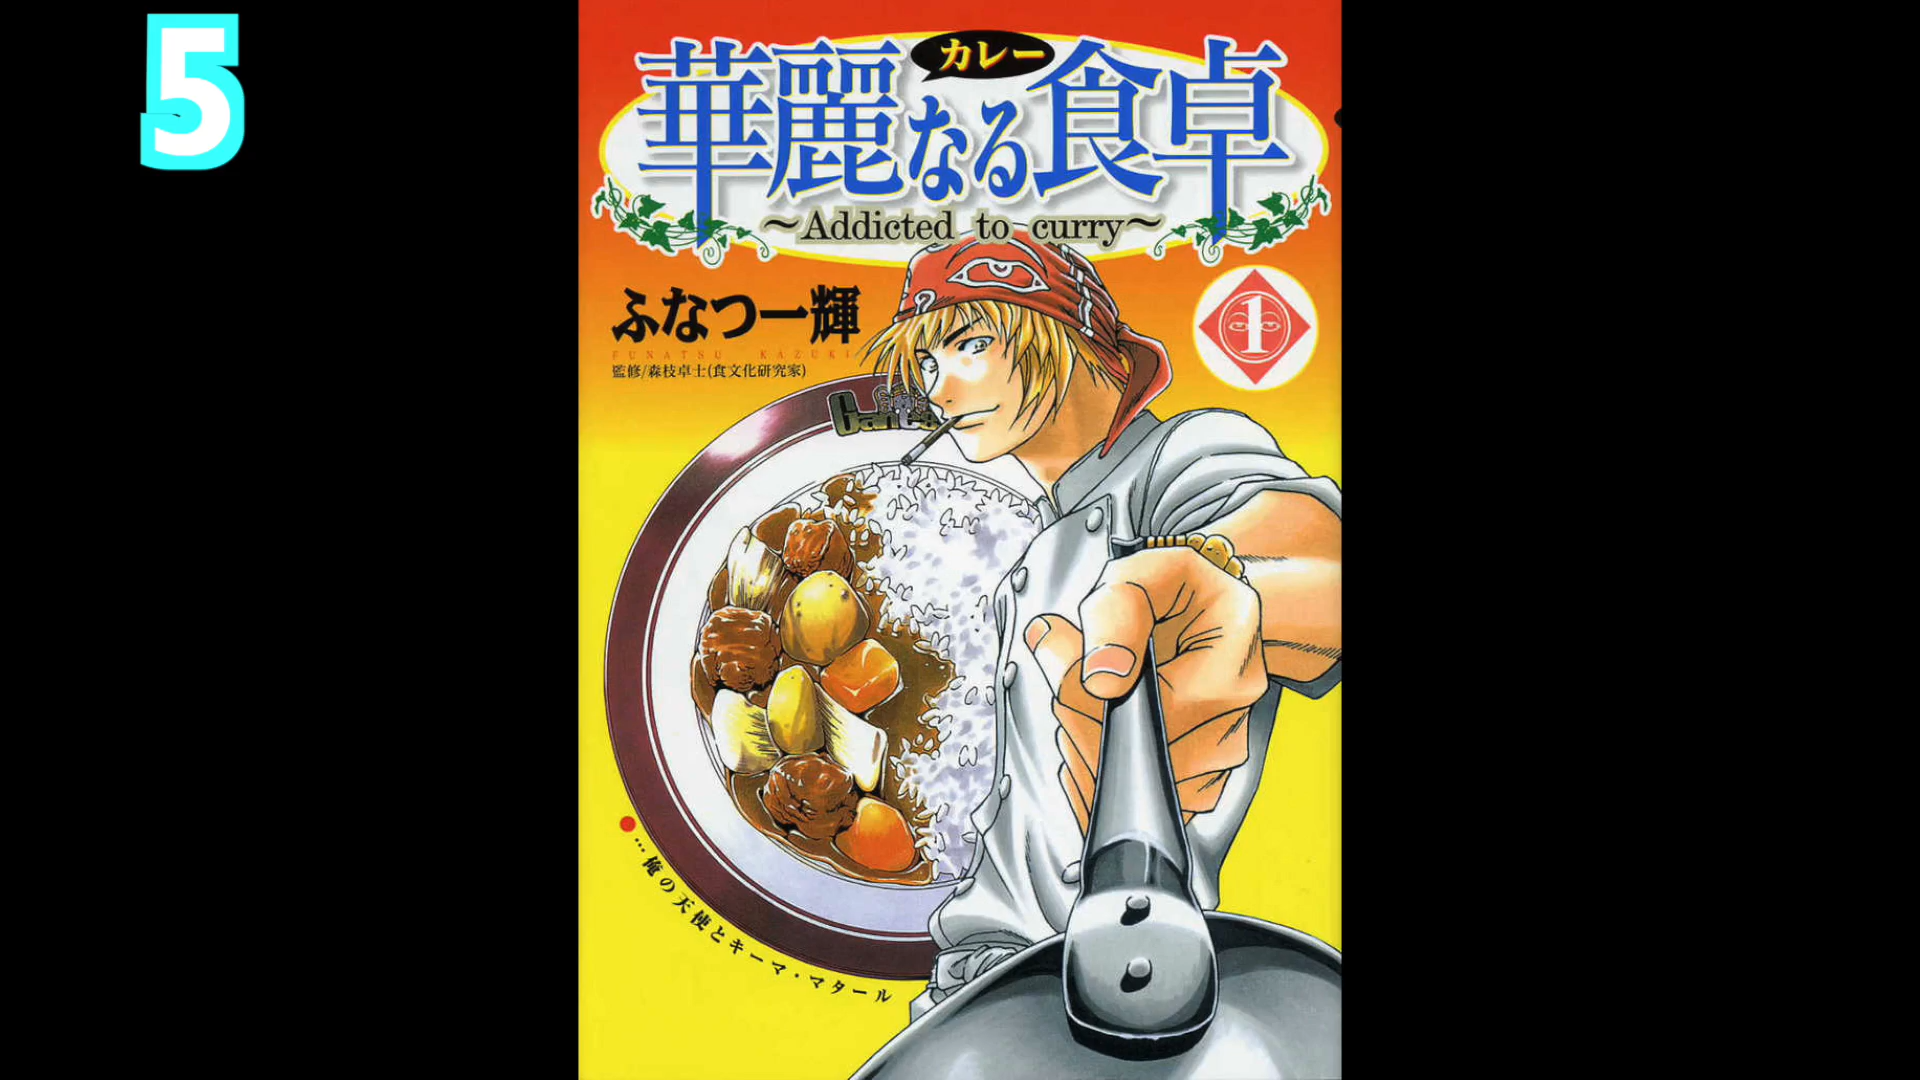 5
カレー
華麗なる食卓
～Addicted to curry～
ふなつ一輝
FUNATSU KAZUKI
監修/森枝卓士(食文化研究家)
1
●…俺の天使とキーマ・マタール